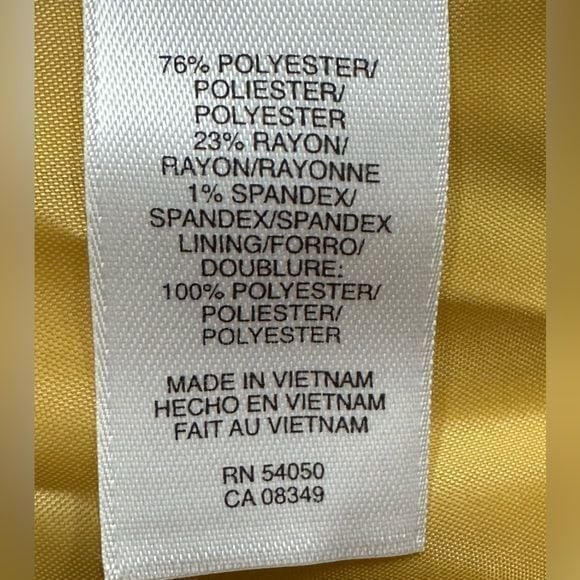 76% POLYESTER/
POLIESTER/
POLYESTER
23% RAYON/
RAYON/RAYONNE
1% SPANDEX/
SPANDEX/SPANDEX
LINING/FORRO/
DOUBLURE:
100% POLYESTER/
POLIESTER/
POLYESTER
MADE IN VIETNAM
HECHO EN VIETNAM
FAIT AU VIETNAM
RN 54050
CA 08349